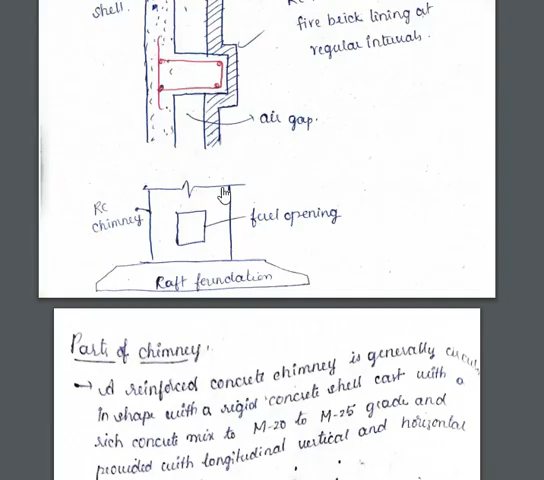 shell.
fire brick lining at
regular intervals.
air gap.
RC
chimney
fuel opening
Raft foundation
Parts of chimney.
→ A reinforced concrete chimney is generally
In shape with a rigid concrete shell cast with a
rich concrete mix to M-20 to M-25 grade and
provided with longitudinal vertical and horizontal